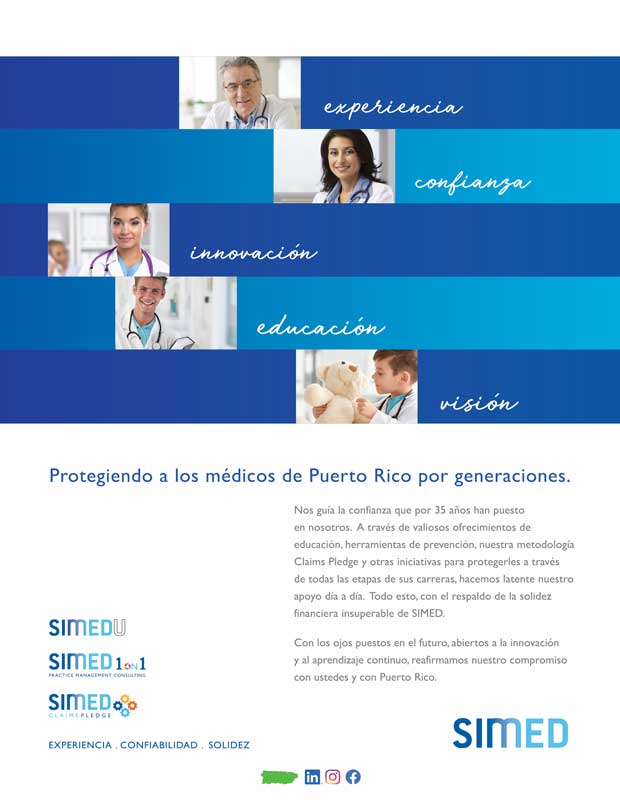 experiencia
confianza
innovación
educación
visión
Protegiendo a los médicos de Puerto Rico por generaciones.
Nos guía la confianza que por 35 años han puesto
en nosotros. A través de valiosos ofrecimientos de
educación, herramientas de prevención, nuestra metodología
Claims Pledge y otras iniciativas para protegerles a través
de todas las etapas de sus carreras, hacemos latente nuestro
apoyo día a día. Todo esto, con el respaldo de la solidez
financiera insuperable de SIMED.
Con los ojos puestos en el futuro, abiertos a la innovación
y al aprendizaje continuo, reafirmamos nuestro compromiso
con ustedes y con Puerto Rico.
SIMEDU
SIMED 1ON1
PRACTICE MANAGEMENT CONSULTING
SIMED
CLAIMSPLEDGE
EXPERIENCIA . CONFIABILIDAD . SOLIDEZ
SIMED
in
f